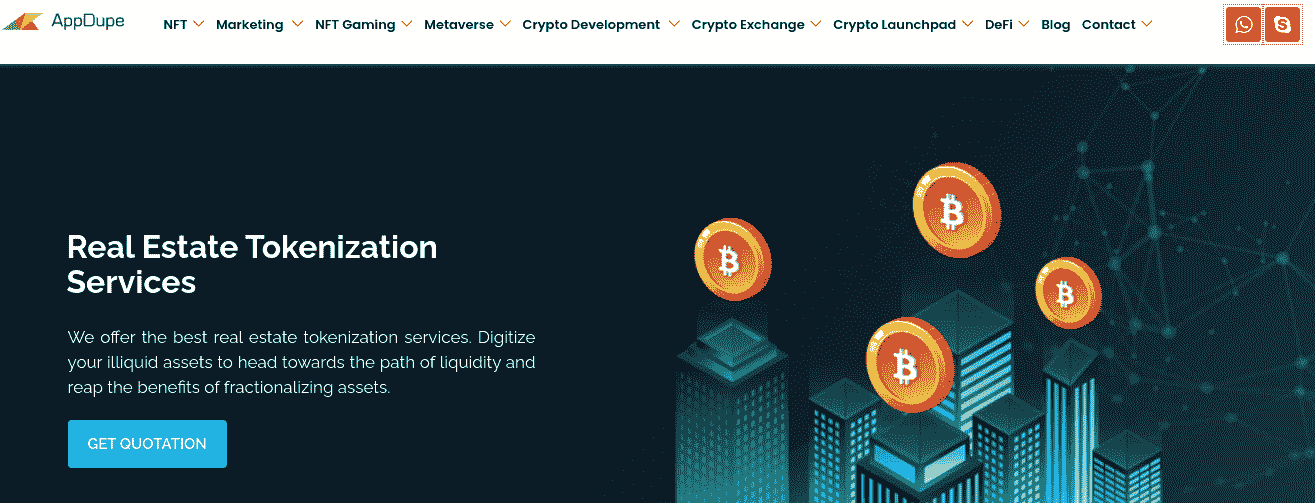 AppDupe
NFT Marketing NFT Gaming Metaverse Crypto Development Crypto Exchange Crypto Launchpad DeFi Blog Contact
Real Estate Tokenization
Services
We offer the best real estate tokenization services. Digitize
your illiquid assets to head towards the path of liquidity and
reap the benefits of fractionalizing assets.
GET QUOTATION